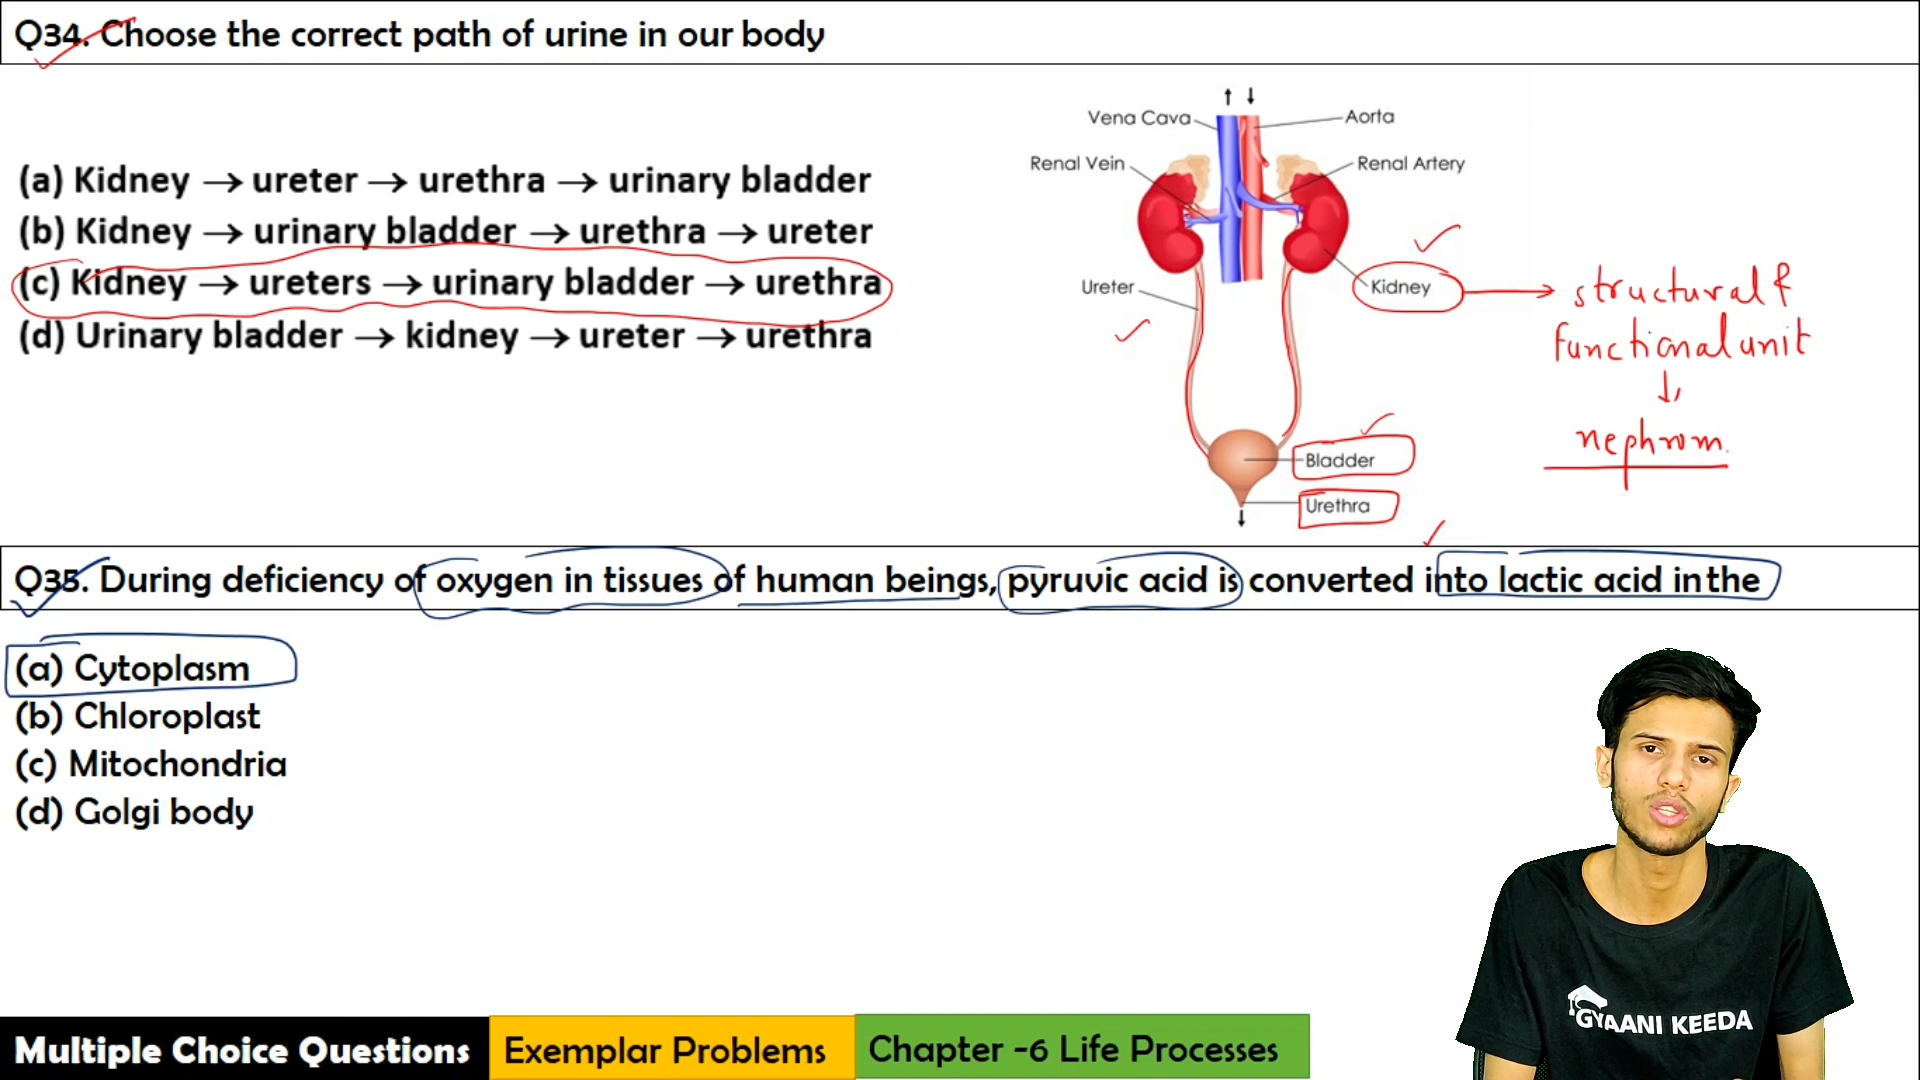 Q34. Choose the correct path of urine in our body
(a) Kidney → ureter → urethra → urinary bladder
(b) Kidney → urinary bladder → urethra → ureter
(c) Kidney → ureters → urinary bladder → urethra
(d) Urinary bladder → kidney → ureter → urethra
Vena Cava
Aorta
Renal Vein
Renal Artery
Ureter
Kidney
Bladder
Urethra
structural &
functional unit
nephrom.
Q35. During deficiency of oxygen in tissues of human beings, pyruvic acid is converted into lactic acid in the
(a) Cytoplasm
(b) Chloroplast
(c) Mitochondria
(d) Golgi body
GYAANI KEEDA
Multiple Choice Questions
Exemplar Problems
Chapter -6 Life Processes